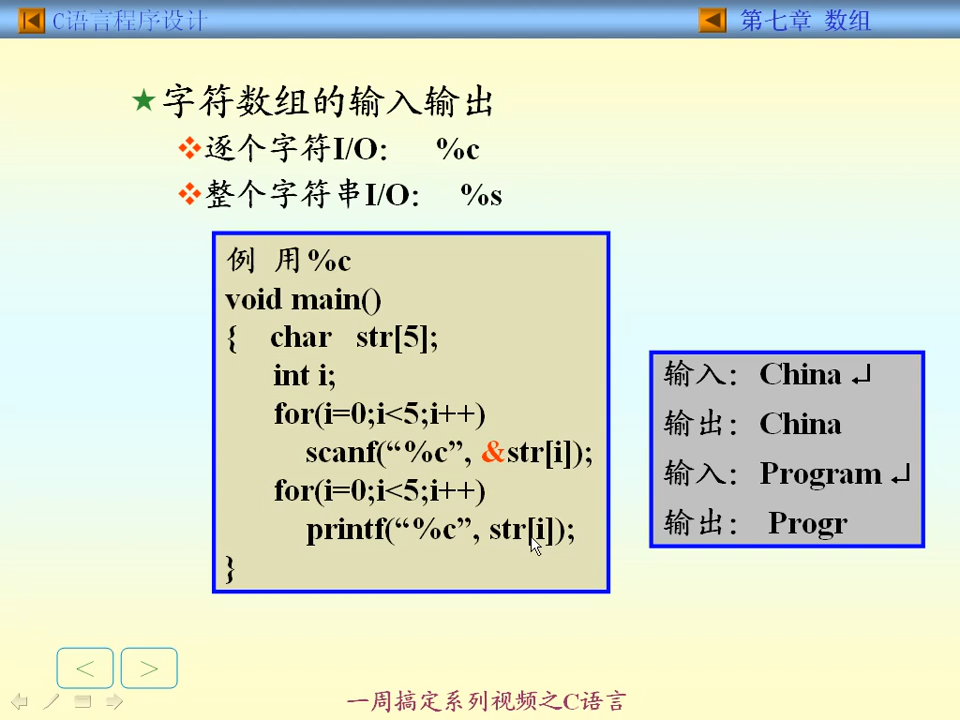 C语言程序设计
第七章 数组
字符数组的输入输出
逐个字符I/O: %c
整个字符串I/O: %s
例 用%c
void main()
{ char str[5];
int i;
for(i=0;i<5;i++)
scanf(“%c”, &str[i]);
for(i=0;i<5;i++)
printf(“%c”, str[i]);
}
输入: China ↵
输出: China
输入: Program ↵
输出: Progr
< >
一周搞定系列视频之C语言